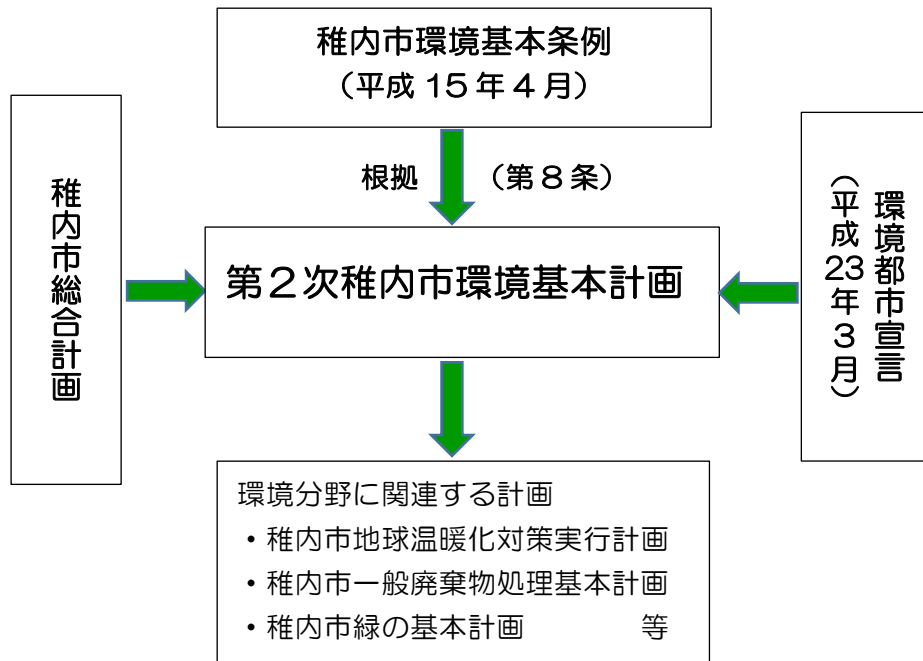 稚内市環境基本条例
（平成 15 年 4 月）
根拠　（第 8 条）
稚内市総合計画
第２次稚内市環境基本計画
環境都市宣言
（平成 23 年 3 月）
環境分野に関連する計画
・稚内市地球温暖化対策実行計画
・稚内市一般廃棄物処理基本計画
・稚内市緑の基本計画　　　等